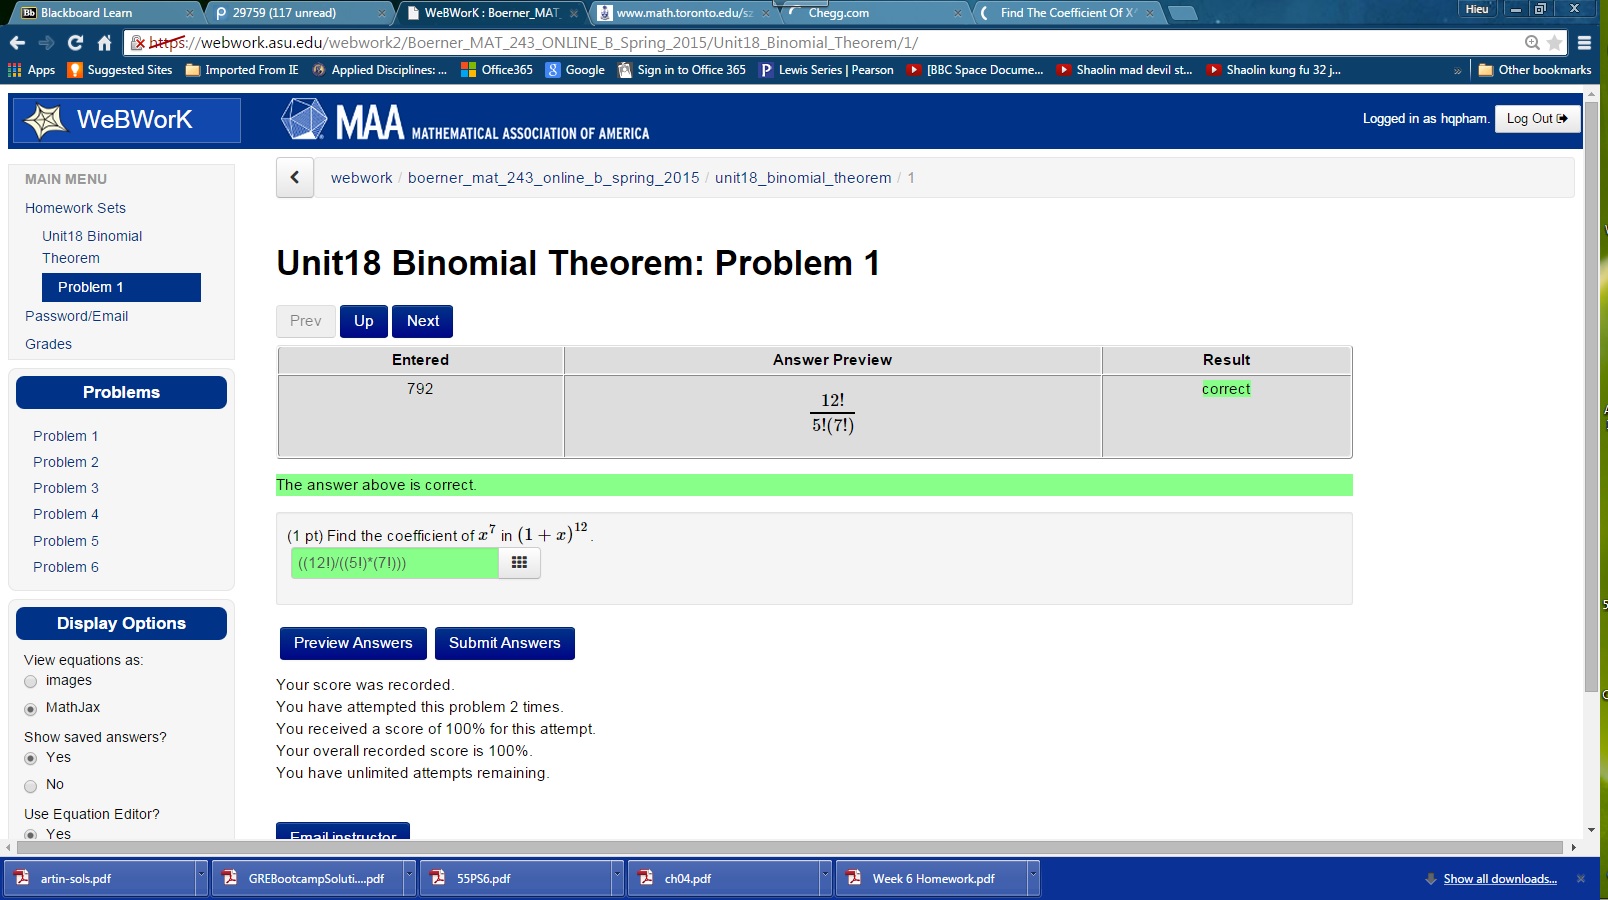 Blackboard Learn
29759 (117 unread)
WeBWorK : Boerner_MAT_
www.math.toronto.edu/sz
Chegg.com
Find The Coefficient Of X^
Hieu
https://webwork.asu.edu/webwork2/Boerner_MAT_243_ONLINE_B_Spring_2015/Unit18_Binomial_Theorem/1/
Apps
Suggested Sites
Imported From IE
Applied Disciplines: ...
Office365
Google
Sign in to Office 365
Lewis Series | Pearson
[BBC Space Docume...
Shaolin mad devil st...
Shaolin kung fu 32 j...
»
Other bookmarks
WeBWorK
MAA MATHEMATICAL ASSOCIATION OF AMERICA
Logged in as hqpham.
Log Out
MAIN MENU
Homework Sets
Unit18 Binomial
Theorem
Problem 1
Password/Email
Grades
Problems
Problem 1
Problem 2
Problem 3
Problem 4
Problem 5
Problem 6
Display Options
View equations as:
images
MathJax
Show saved answers?
Yes
No
Use Equation Editor?
Yes
webwork / boerner_mat_243_online_b_spring_2015 / unit18_binomial_theorem / 1
Unit18 Binomial Theorem: Problem 1
Prev
Up
Next
Entered
Answer Preview
Result
792
12!
5!(7!)
correct
The answer above is correct.
(1 pt) Find the coefficient of x^7 in (1 + x)^12.
((12!)/((5!)*(7!)))
Preview Answers
Submit Answers
Your score was recorded.
You have attempted this problem 2 times.
You received a score of 100% for this attempt.
Your overall recorded score is 100%.
You have unlimited attempts remaining.
Email instructor
artin-sols.pdf
GREBootcampSoluti....pdf
55PS6.pdf
ch04.pdf
Week 6 Homework.pdf
Show all downloads...